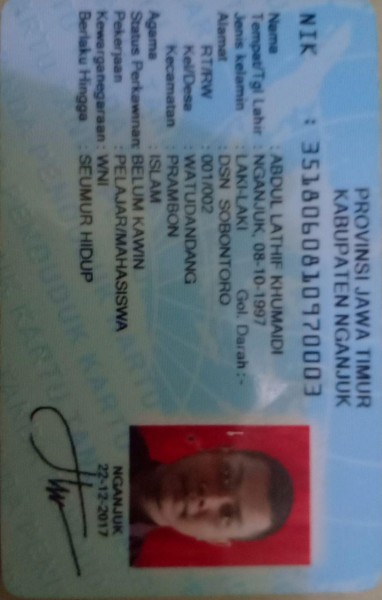 PROVINSI JAWA TIMUR
KABUPATEN NGANJUK
NIK : 3518060810970003
Nama : ABDUL LATHIF KHUMAIDI
Tempat/Tgl Lahir : NGANJUK, 08-10-1997
Jenis kelamin : LAKI-LAKI Gol. Darah : -
Alamat : DSN SOBONTORO
RT/RW : 001/002
Kel/Desa : WATUDANDANG
Kecamatan : PRAMBON
Agama : ISLAM
Status Perkawinan: BELUM KAWIN
Pekerjaan : PELAJAR/MAHASISWA
Kewarganegaraan : WNI
Berlaku Hingga : SEUMUR HIDUP
NGANJUK
22-12-2017